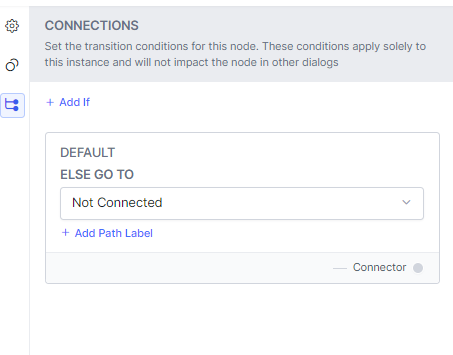 CONNECTIONS
Set the transition conditions for this node. These conditions apply solely to
this instance and will not impact the node in other dialogs
+ Add If
DEFAULT
ELSE GO TO
Not Connected
+ Add Path Label
Connector